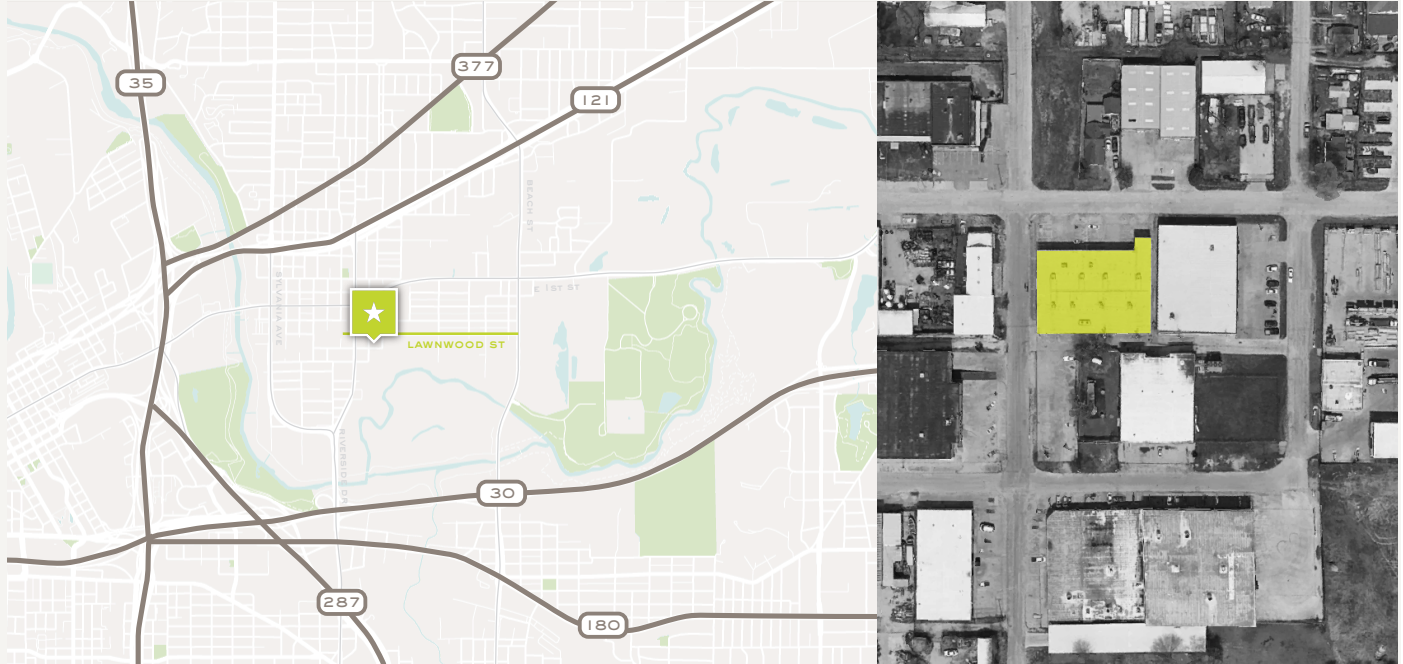 377
35
121
BEACH ST
SYLVANIA AVE
E 1ST ST
LAWNWOOD ST
RIVERSIDE DR
30
287
180